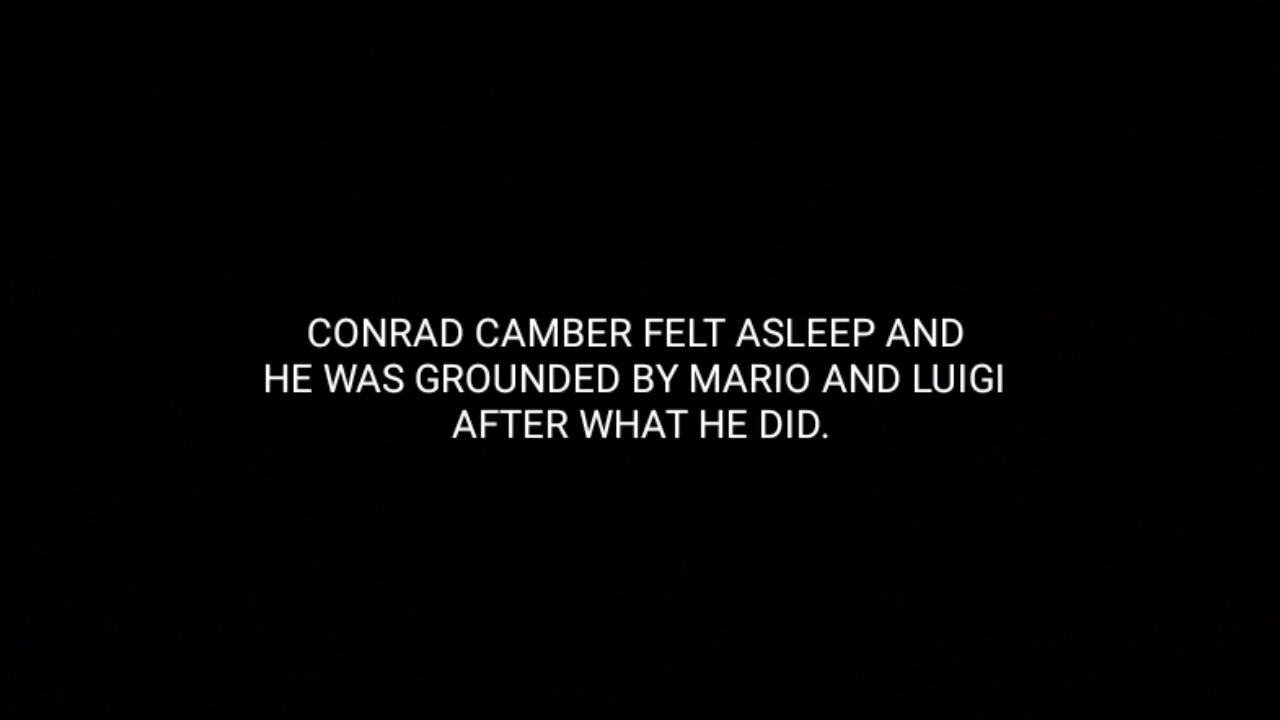 CONRAD CAMBER FELT ASLEEP AND
HE WAS GROUNDED BY MARIO AND LUIGI
AFTER WHAT HE DID.